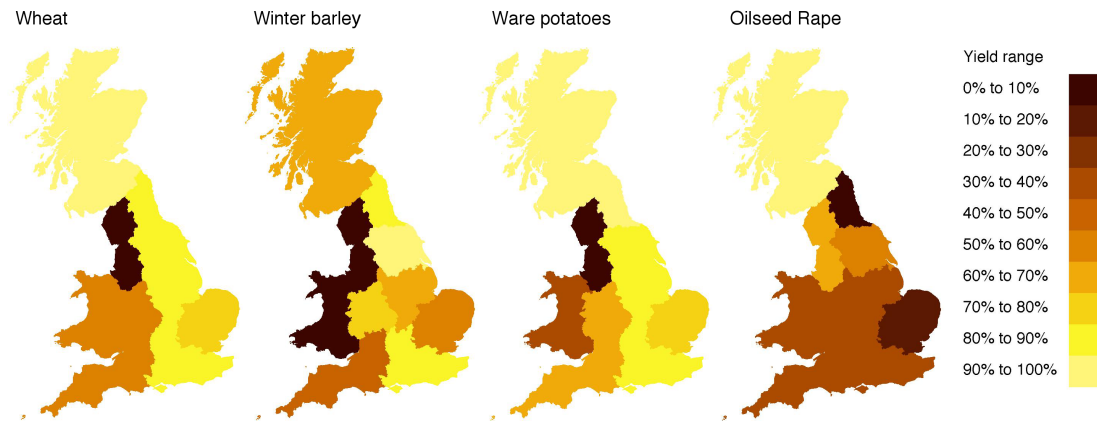 Wheat
Winter barley
Ware potatoes
Oilseed Rape
Yield range
0% to 10%
10% to 20%
20% to 30%
30% to 40%
40% to 50%
50% to 60%
60% to 70%
70% to 80%
80% to 90%
90% to 100%